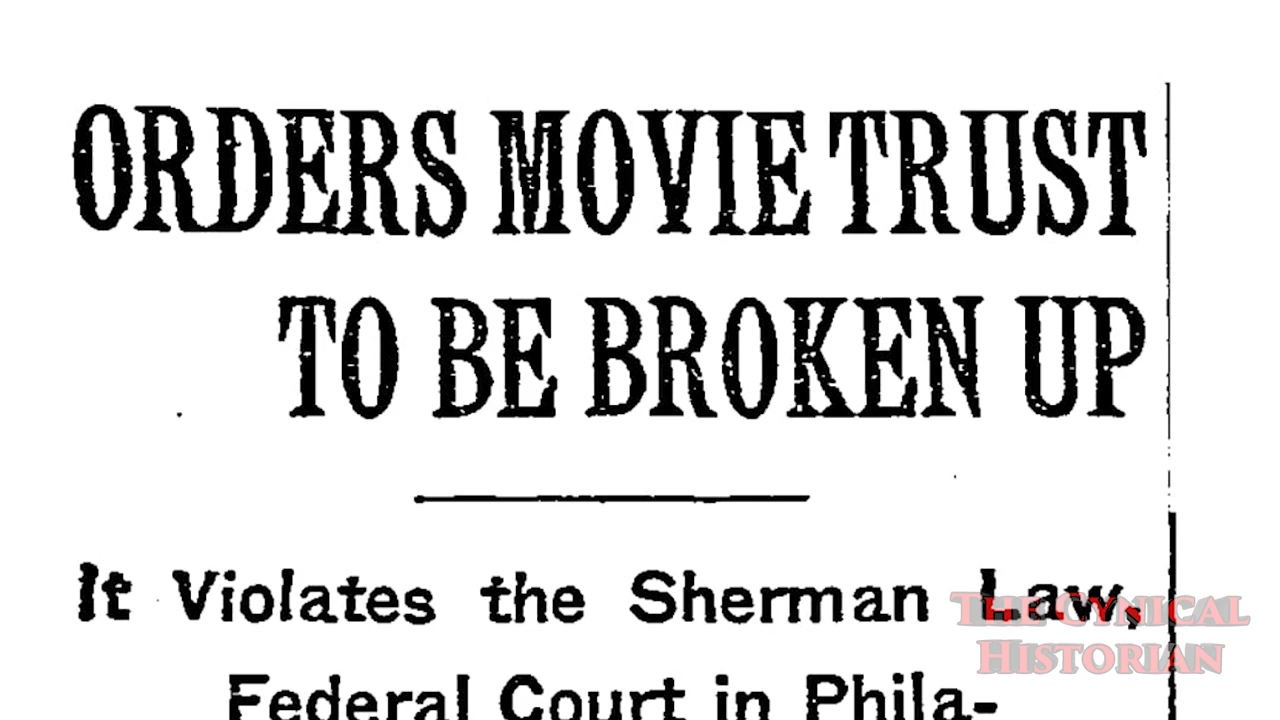 ORDERS MOVIE TRUST
TO BE BROKEN UP
It Violates the Sherman Law,
Federal Court in Phila-
THE CYNICAL
HISTORIAN